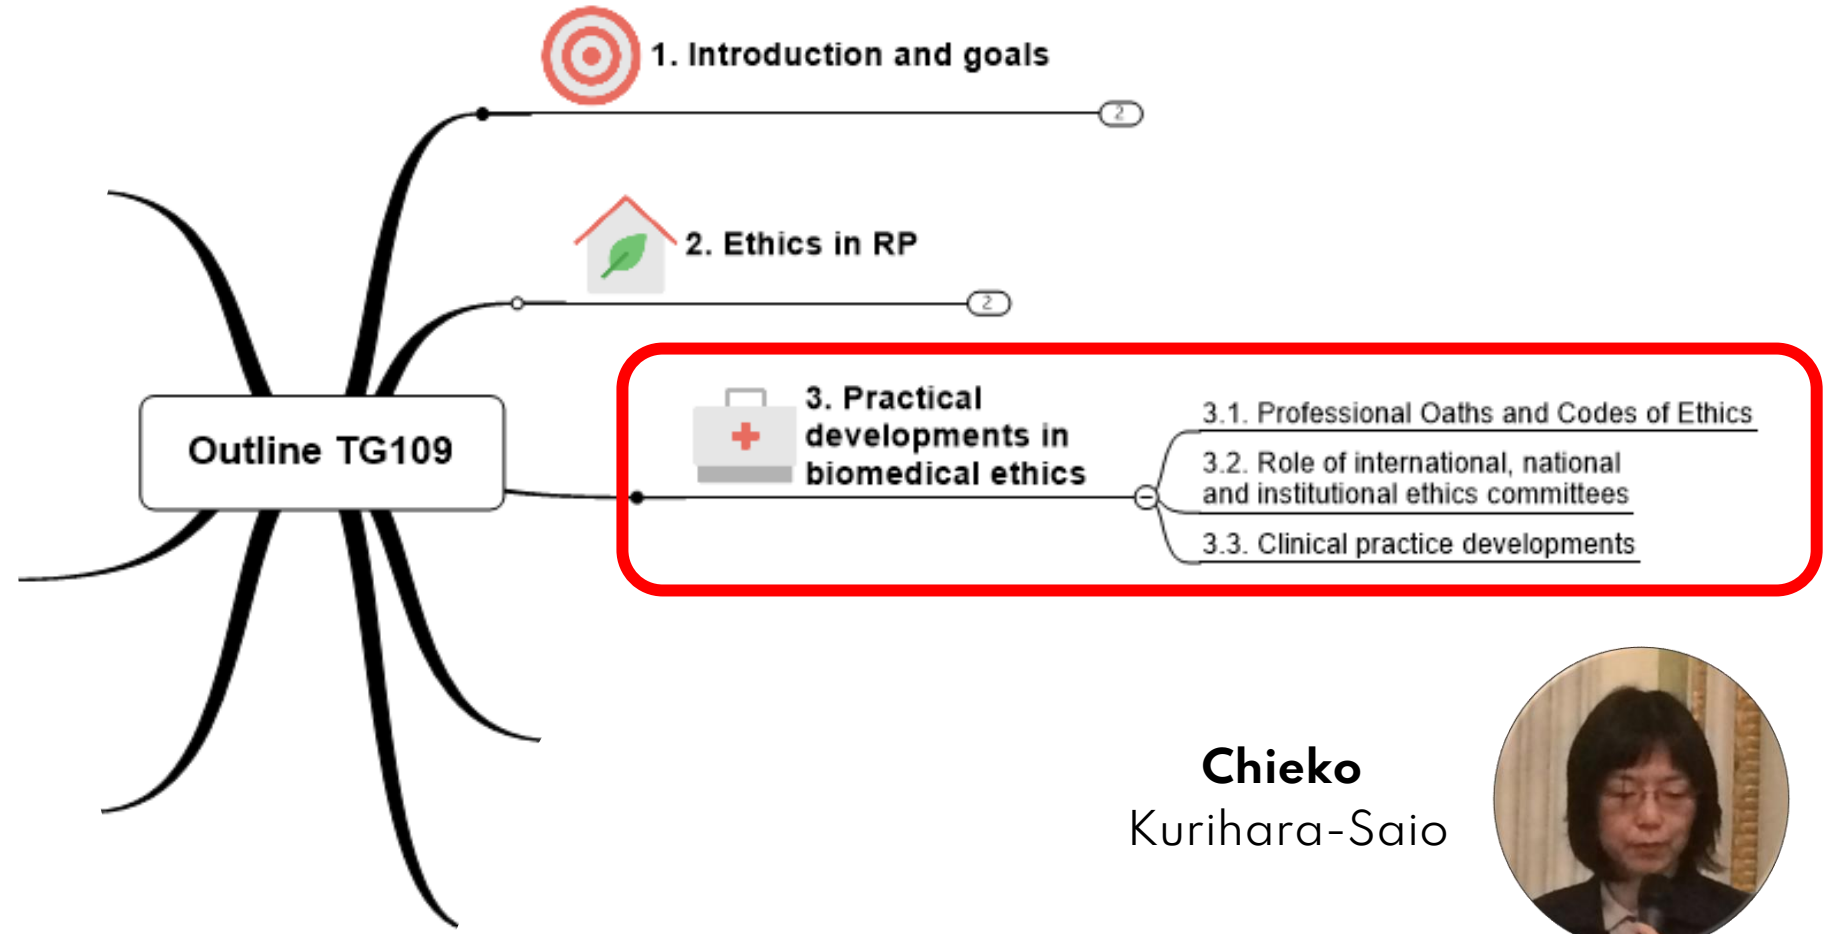 1. Introduction and goals
2
2. Ethics in RP
2
Outline TG109
3. Practical
developments in
biomedical ethics
3.1. Professional Oaths and Codes of Ethics
3.2. Role of international, national
and institutional ethics committees
3.3. Clinical practice developments
Chieko
Kurihara-Saio